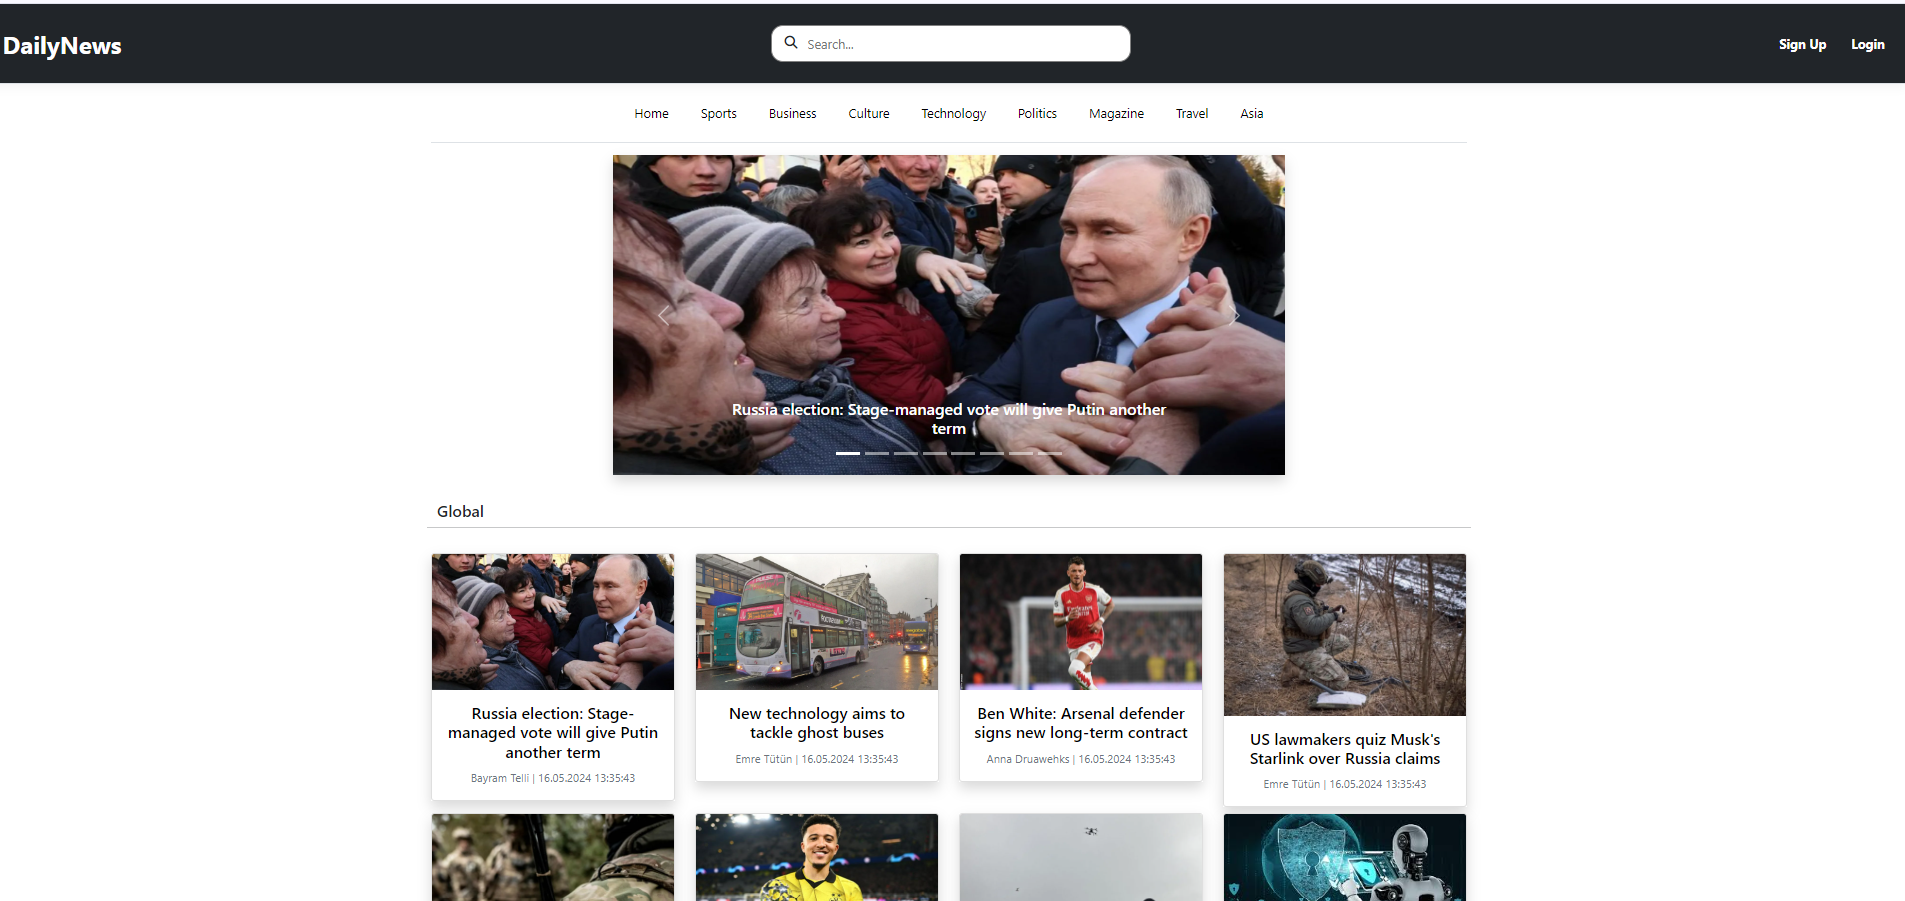 DailyNews
Search...
Sign Up
Login
Home
Sports
Business
Culture
Technology
Politics
Magazine
Travel
Asia
Russia election: Stage-managed vote will give Putin another
term
Global
Russia election: Stage-
managed vote will give Putin
another term
Bayram Telli | 16.05.2024 13:35:43
New technology aims to
tackle ghost buses
Emre Tütün | 16.05.2024 13:35:43
Ben White: Arsenal defender
signs new long-term contract
Anna Druawehks | 16.05.2024 13:35:43
US lawmakers quiz Musk's
Starlink over Russia claims
Emre Tütün | 16.05.2024 13:35:43